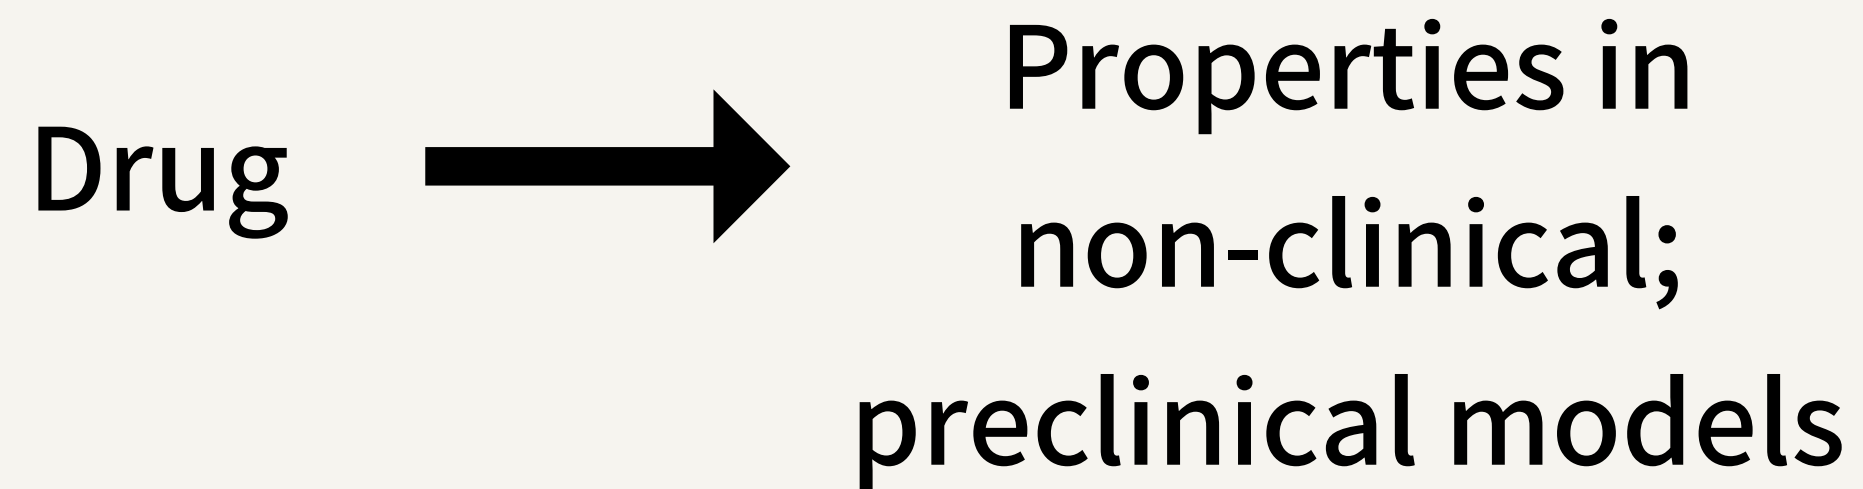 Drug
Properties in
non-clinical;
preclinical models